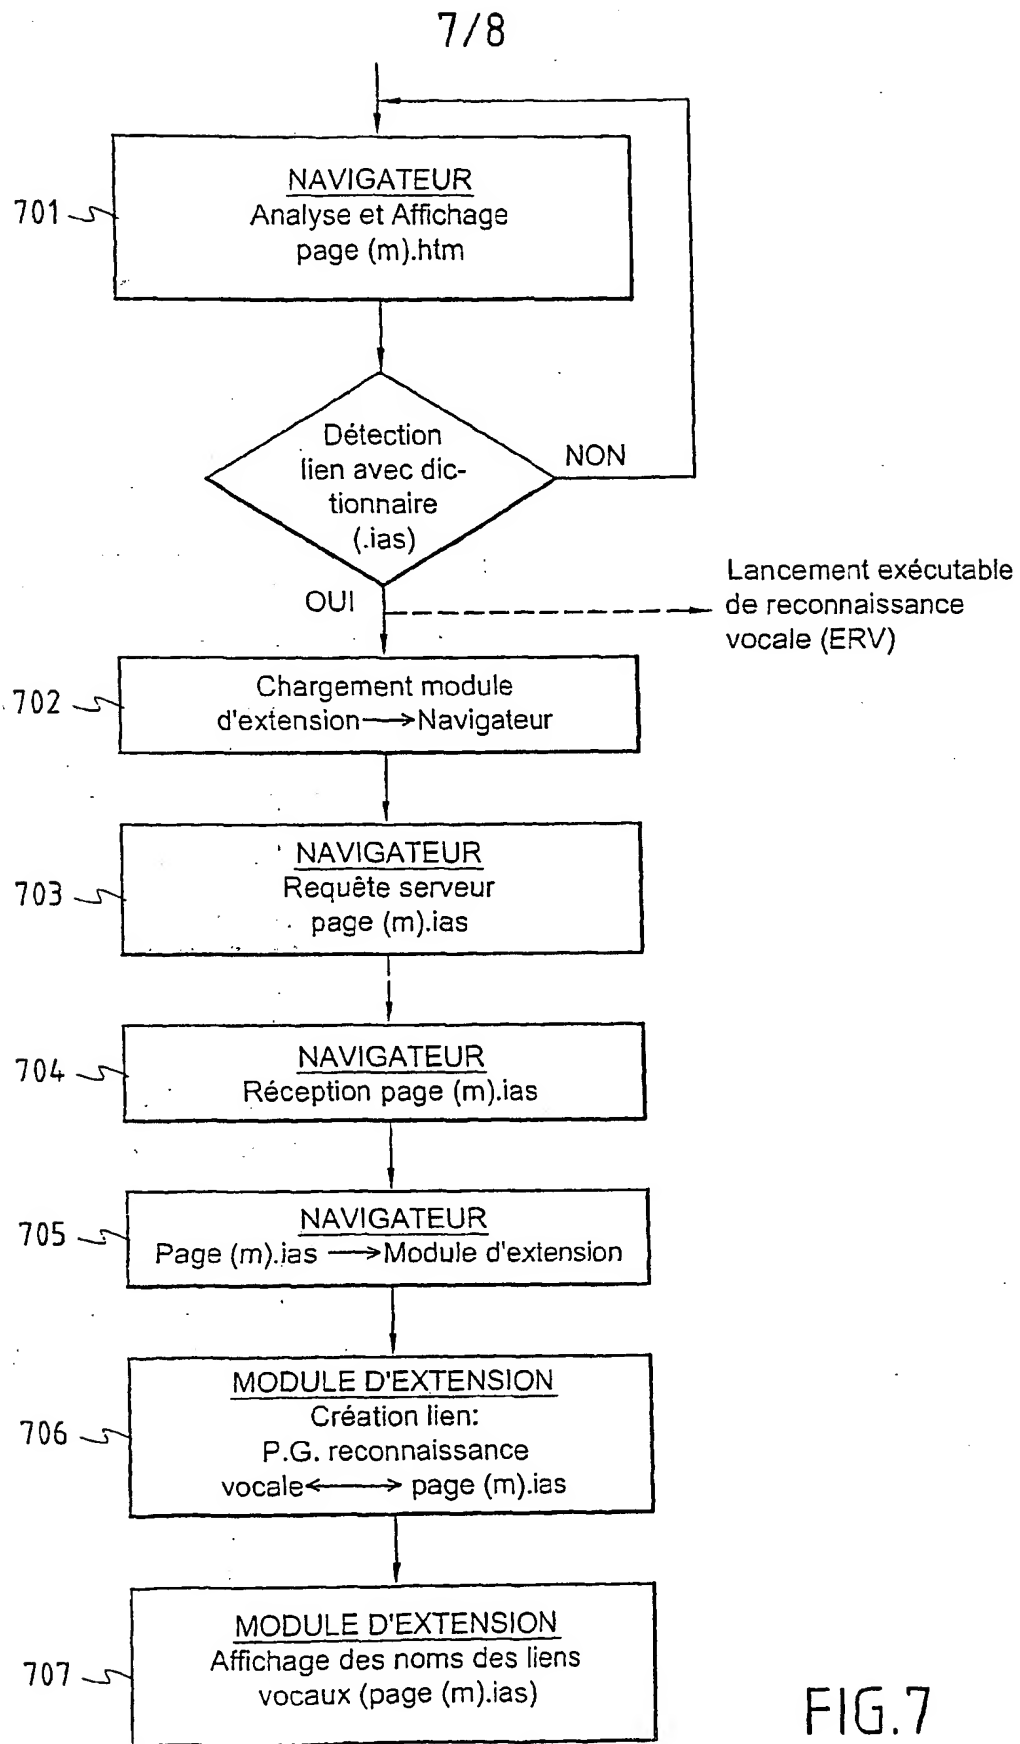 7/8
NAVIGATEUR
701
Analyse et Affichage
page (m).htm
Détection
lien avec dic-
tionnaire
(.ias)
NON
OUI
Lancement exécutable
de reconnaissance
vocale (ERV)
702
Chargement module
d'extension → Navigateur
NAVIGATEUR
703
Requête serveur
page (m).ias
NAVIGATEUR
704
Réception page (m).ias
NAVIGATEUR
705
Page (m).ias → Module d'extension
MODULE D'EXTENSION
Création lien:
706
P.G. reconnaissance
vocale ↔ page (m).ias
MODULE D'EXTENSION
707
Affichage des noms des liens
vocaux (page (m).ias)
FIG.7